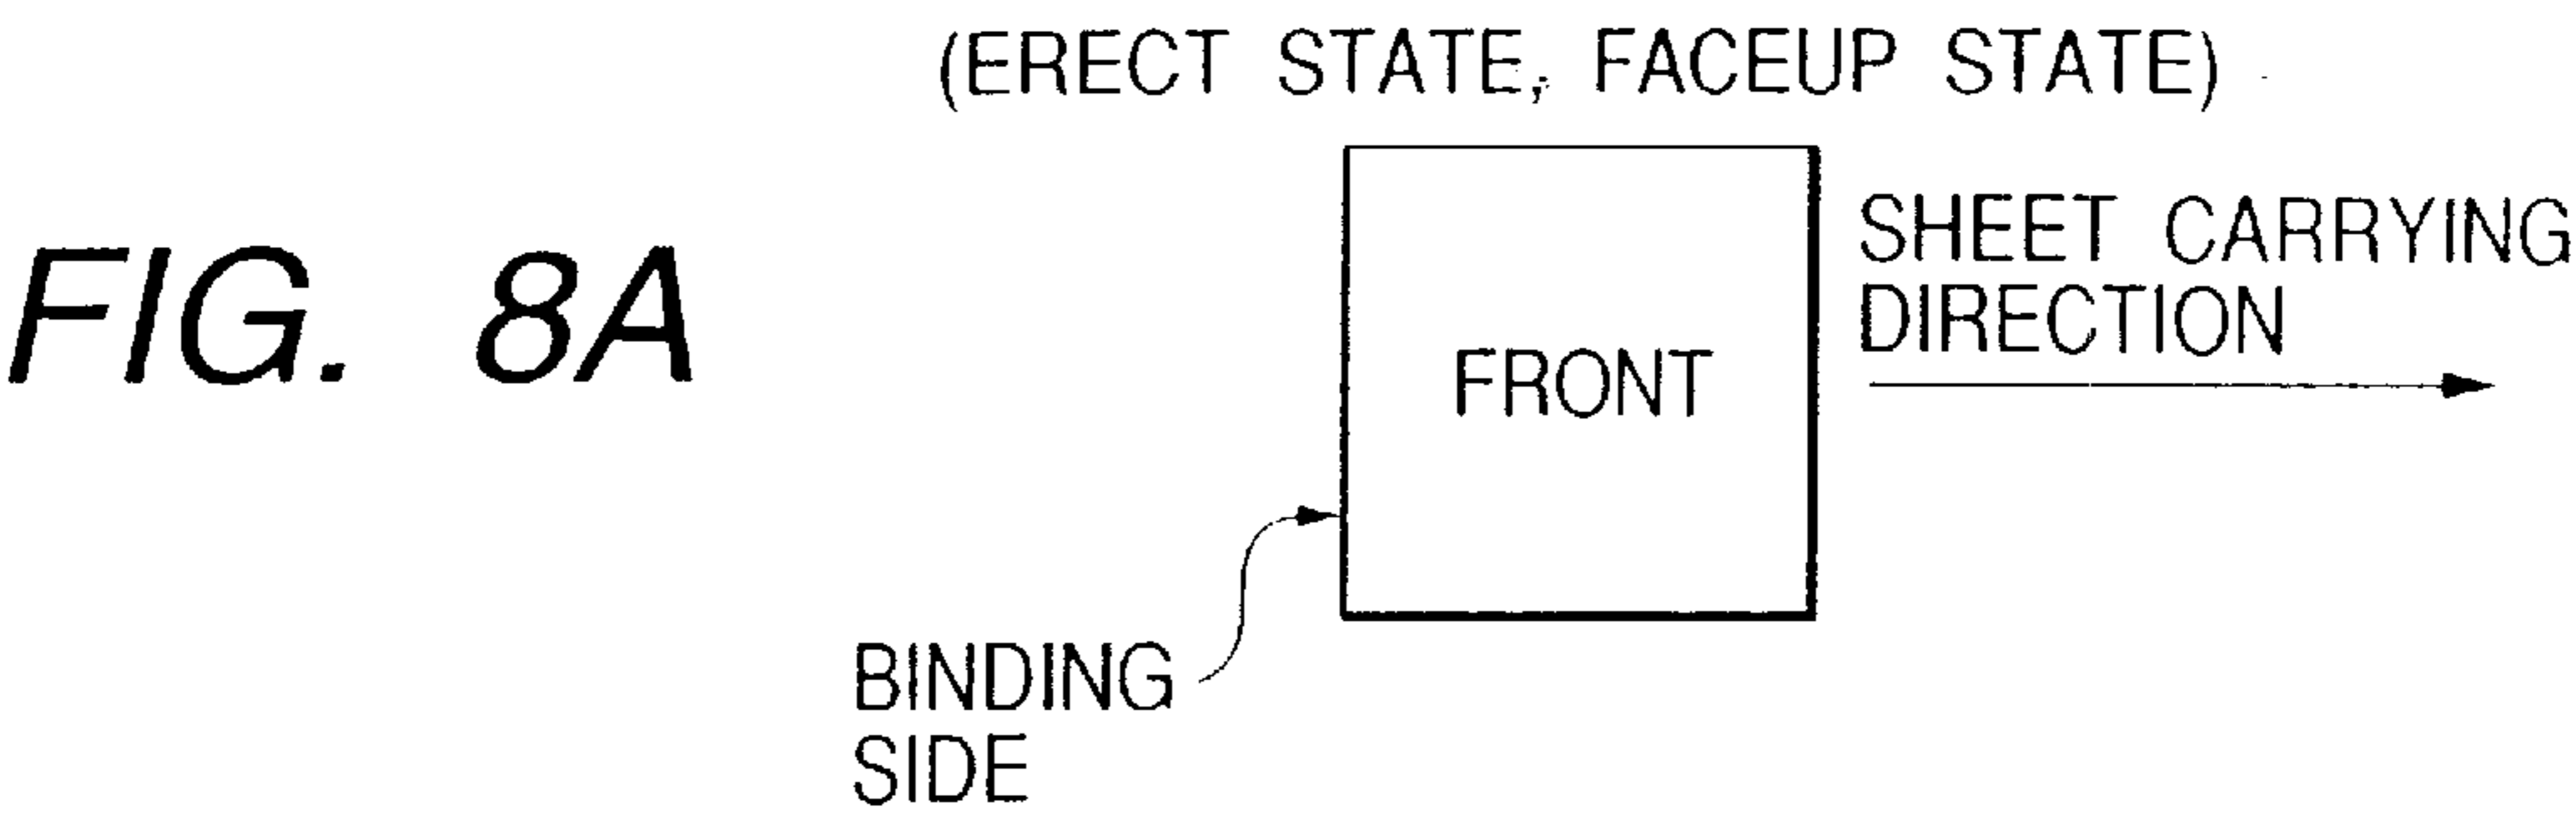 (ERECT STATE, FACEUP STATE)
FIG. 8A
SHEET CARRYING
DIRECTION
FRONT
BINDING
SIDE